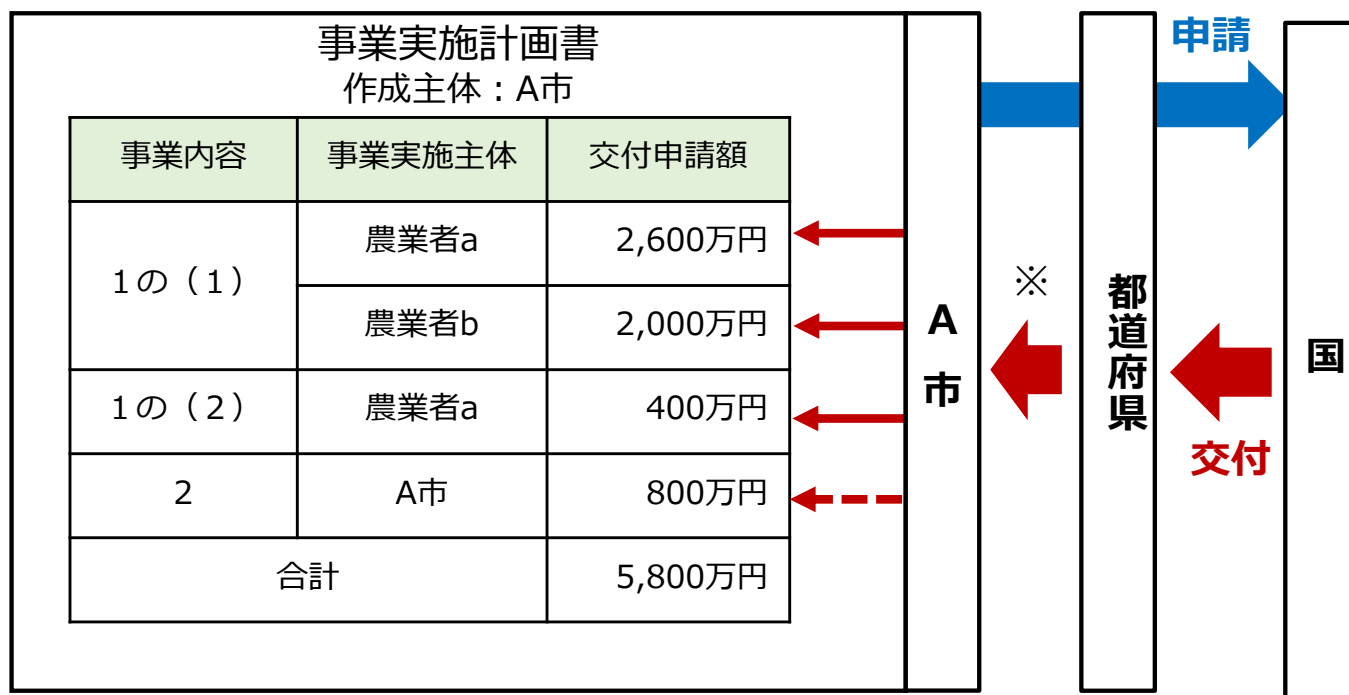 事業実施計画書
作成主体：A市
事業内容 事業実施主体 交付申請額
1の（1） 農業者a 2,600万円
農業者b 2,000万円
1の（2） 農業者a 400万円
2 A市 800万円
合計 5,800万円
A市
※
都道府県
申請
交付
国